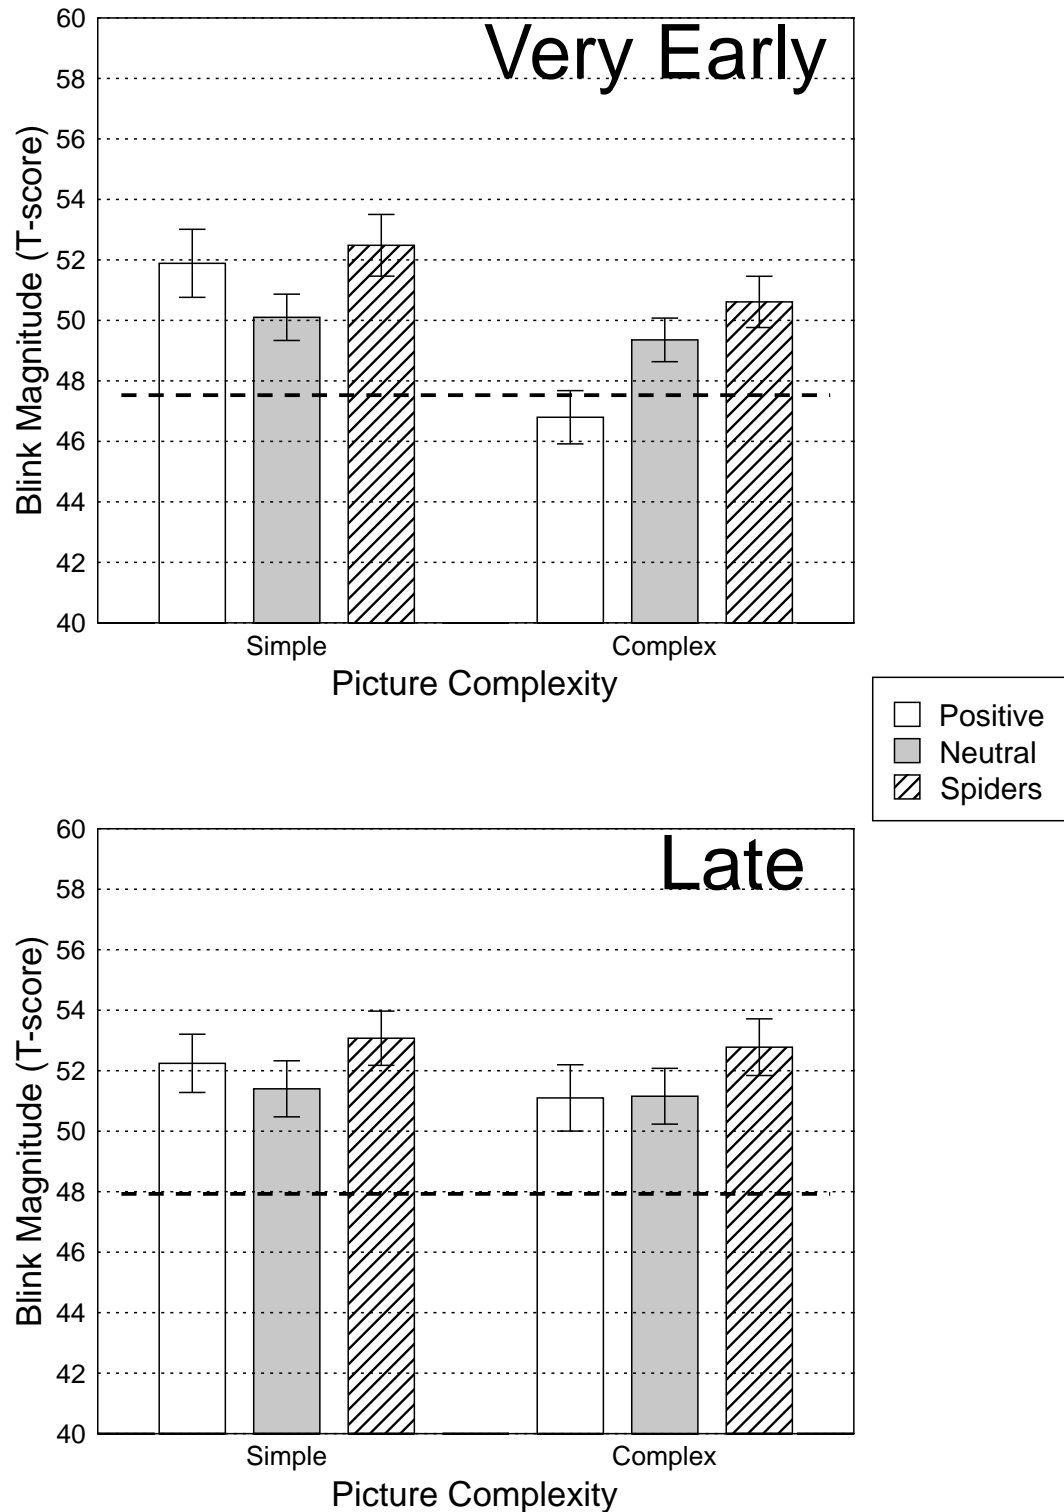 Very Early
Blink Magnitude (T-score)
60
58
56
54
52
50
48
46
44
42
40
Simple Complex
Picture Complexity
Positive
Neutral
Spiders
Late
Blink Magnitude (T-score)
60
58
56
54
52
50
48
46
44
42
40
Simple Complex
Picture Complexity